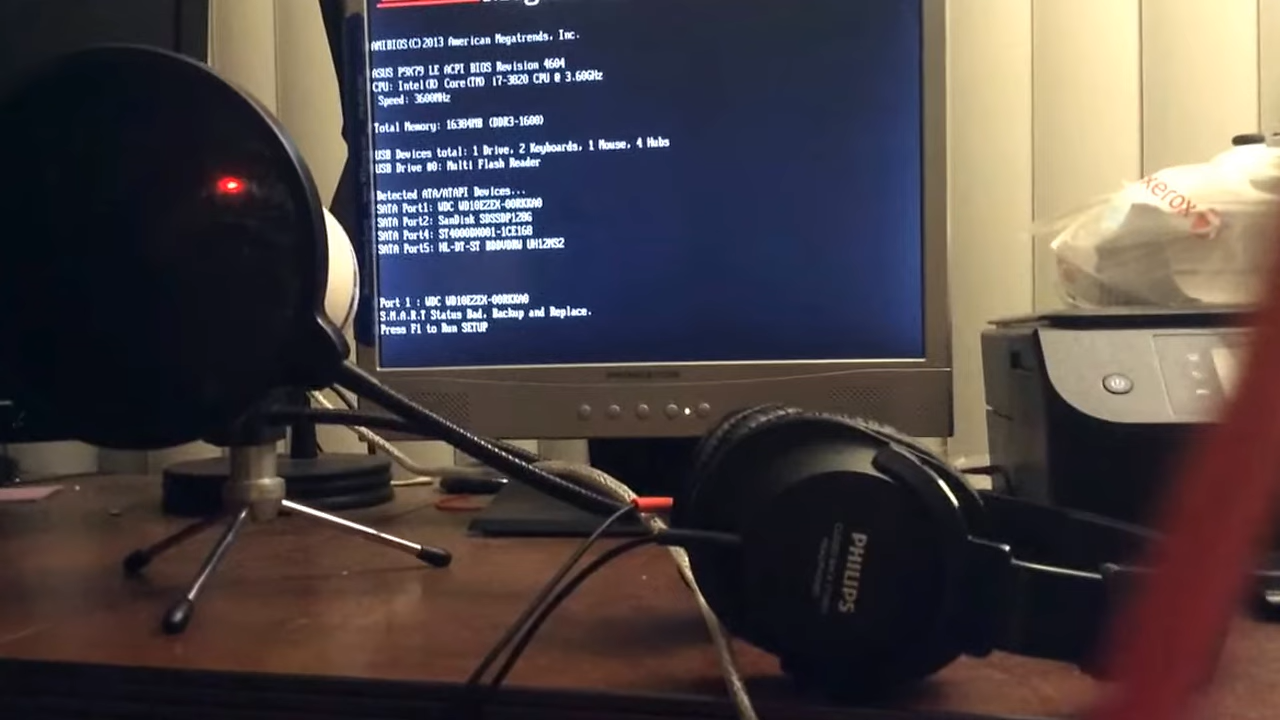 AMIBIOS(C)2013 American Megatrends, Inc.
ASUS P9X79 LE ACPI BIOS Revision 4604
CPU: Intel(R) Core(TM) i7-3820 CPU @ 3.60GHz
Speed: 3600MHz
Total Memory: 16384MB (DDR3-1600)
USB Devices total: 1 Drive, 2 Keyboards, 1 Mouse, 4 Hubs
USB Drive #0: Multi Flash Reader
Detected ATA/ATAPI Devices...
SATA Port1: WDC WD10EZEX-00RKKA0
SATA Port2: SanDisk SDSSDP128G
SATA Port4: ST4000DM001-1CE168
SATA Port5: HL-DT-ST BDDVDRW UH12NS2
Port 1 : WDC WD10EZEX-00RKKA0
S.M.A.R.T Status Bad, Backup and Replace.
Press F1 to Run SETUP
xerox
PHILIPS